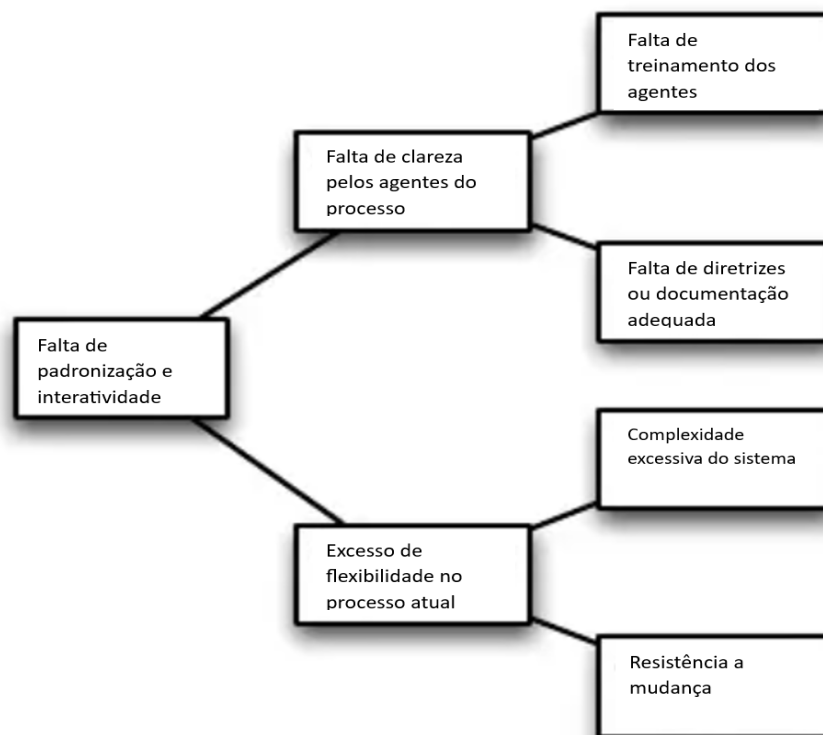 Falta de
treinamento dos
agentes
Falta de clareza
pelos agentes do
processo
Falta de diretrizes
ou documentação
adequada
Falta de
padronização e
interatividade
Complexidade
excessiva do sistema
Excesso de
flexibilidade no
processo atual
Resistência a
mudança